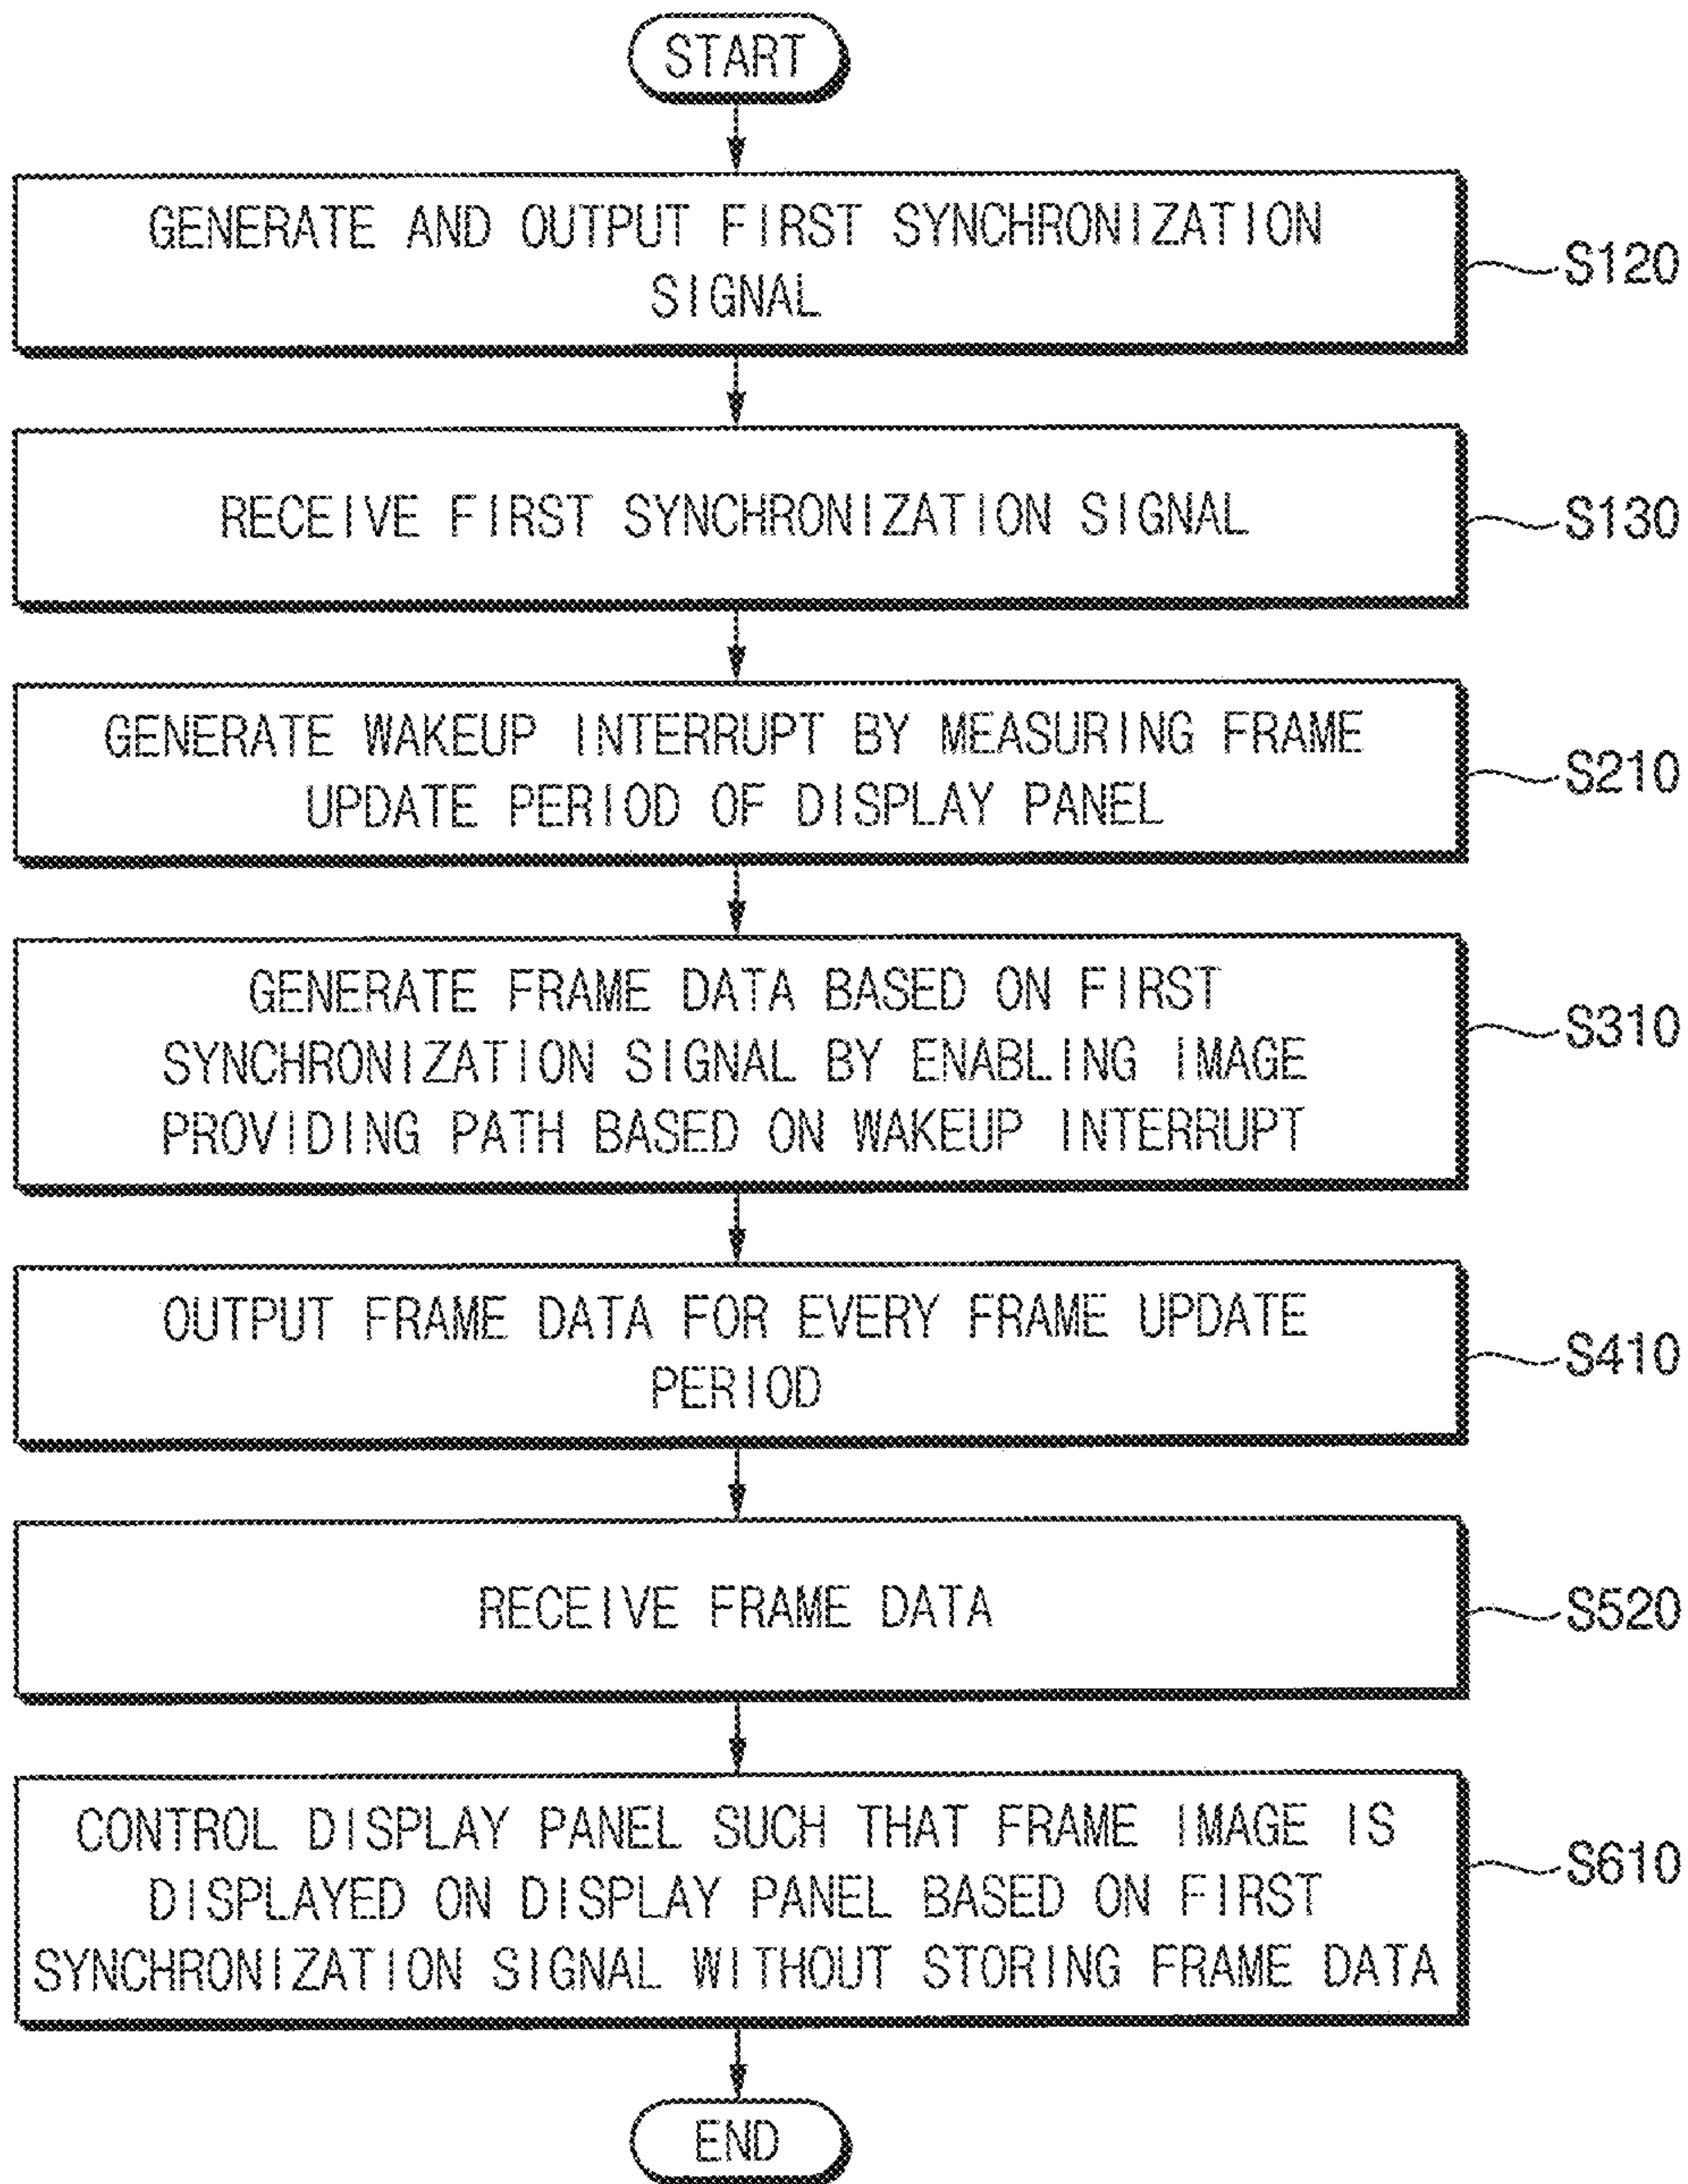 START
GENERATE AND OUTPUT FIRST SYNCHRONIZATION
SIGNAL
S120
RECEIVE FIRST SYNCHRONIZATION SIGNAL
S130
GENERATE WAKEUP INTERRUPT BY MEASURING FRAME
UPDATE PERIOD OF DISPLAY PANEL
S210
GENERATE FRAME DATA BASED ON FIRST
SYNCHRONIZATION SIGNAL BY ENABLING IMAGE
PROVIDING PATH BASED ON WAKEUP INTERRUPT
S310
OUTPUT FRAME DATA FOR EVERY FRAME UPDATE
PERIOD
S410
RECEIVE FRAME DATA
S520
CONTROL DISPLAY PANEL SUCH THAT FRAME IMAGE IS
DISPLAYED ON DISPLAY PANEL BASED ON FIRST
SYNCHRONIZATION SIGNAL WITHOUT STORING FRAME DATA
S610
END